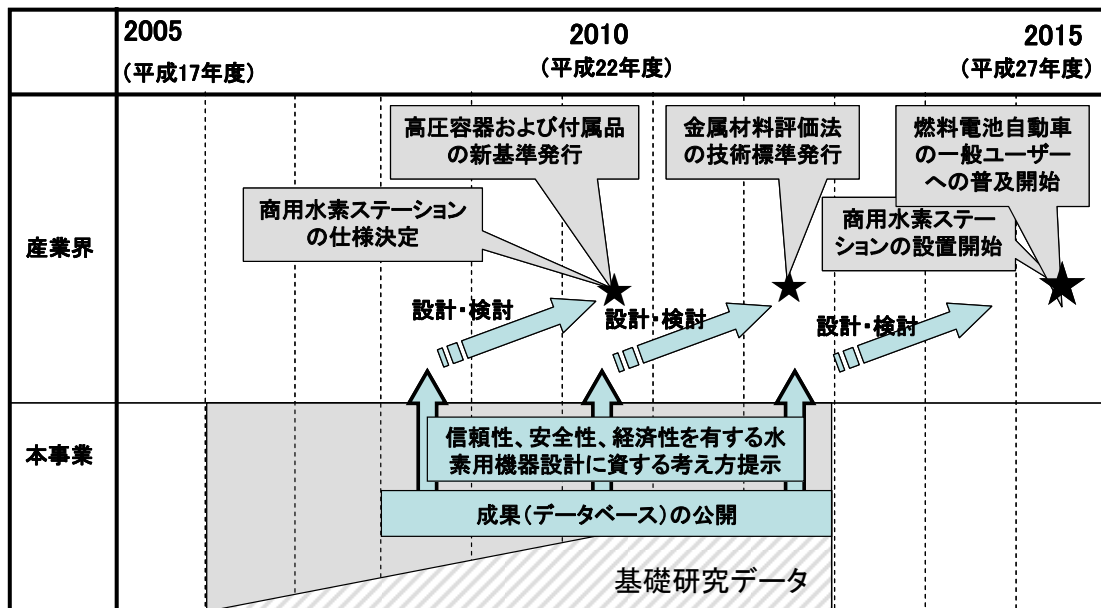 2005
(平成17年度)
2010
(平成22年度)
2015
(平成27年度)
産業界
高圧容器および付属品
の新基準発行
金属材料評価法
の技術標準発行
燃料電池自動車
の一般ユーザー
への普及開始
商用水素ステーション
の仕様決定
商用水素ステー
ションの設置開始
設計・検討
設計・検討
設計・検討
本事業
信頼性、安全性、経済性を有する水
素用機器設計に資する考え方提示
成果(データベース)の公開
基礎研究データ